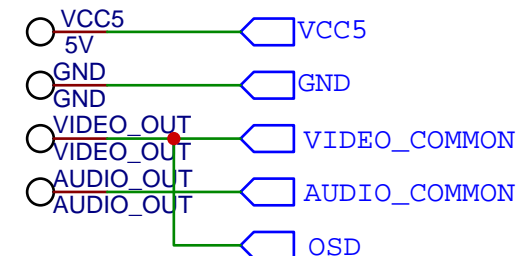 VCC5
5V
VCC5
GND
GND
GND
VIDEO_OUT
VIDEO_OUT
VIDEO_COMMON
AUDIO_OUT
AUDIO_OUT
AUDIO_COMMON
OSD